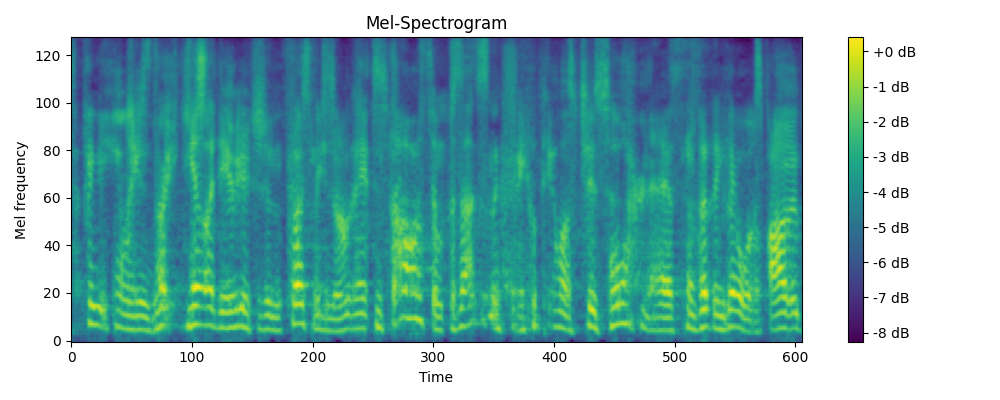 Mel-Spectrogram
Mel frequency
120
100
80
60
40
20
0
0 100 200 300 400 500 600
Time
+0 dB
-1 dB
-2 dB
-3 dB
-4 dB
-5 dB
-6 dB
-7 dB
-8 dB